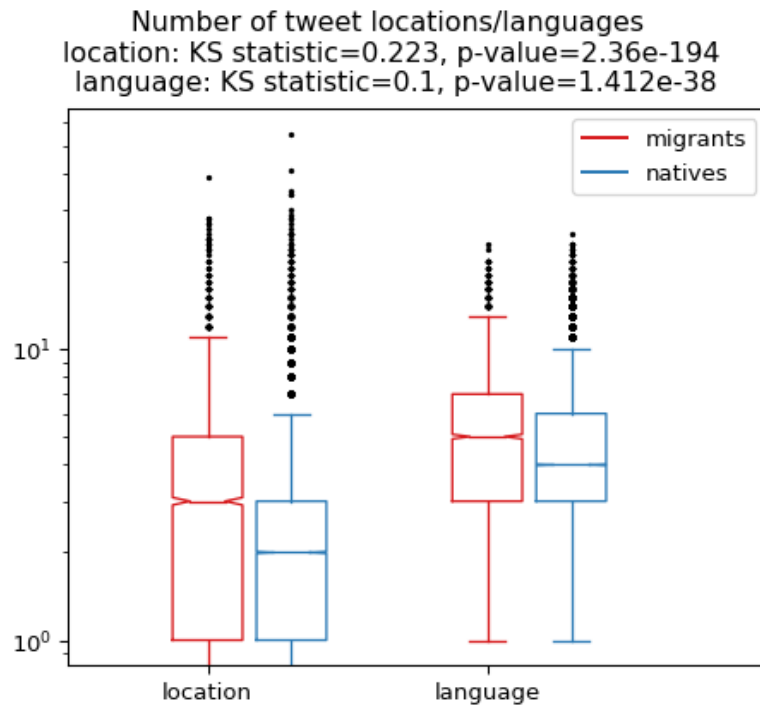 Number of tweet locations/languages
location: KS statistic=0.223, p-value=2.36e-194
language: KS statistic=0.1, p-value=1.412e-38
migrants
natives
10¹
10⁰
location language